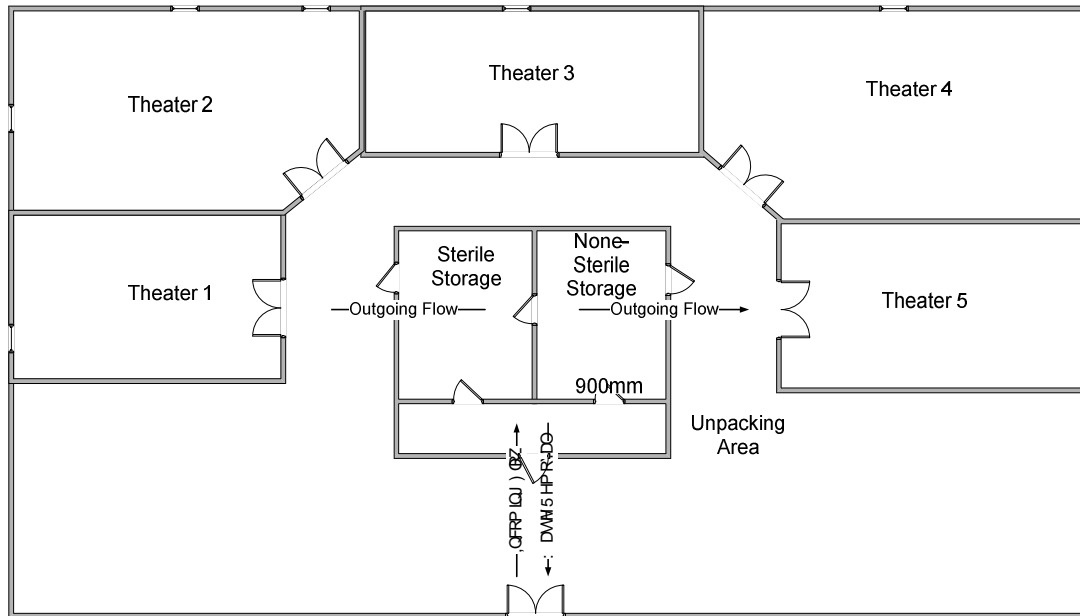 Theater 2
Theater 3
Theater 4
Theater 1
Sterile
Storage
None-
Sterile
Storage
Theater 5
Outgoing Flow
Outgoing Flow
900mm
Unpacking
Area